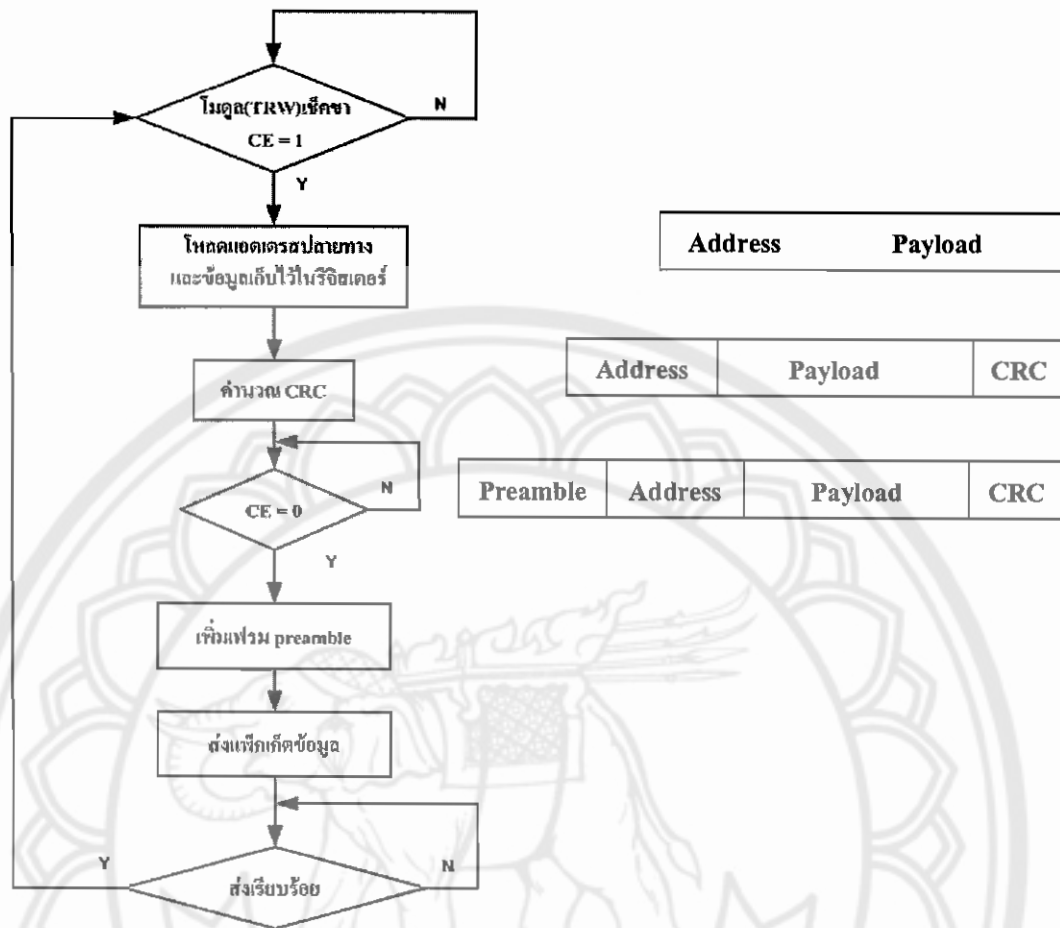 โมดูล(TRW)เช็คขา
N
CE = 1
Y
โหลดแอดเดรสปลายทาง
และข้อมูลเก็บไว้ในรีจิสเตอร์
Address Payload
คำนวณ CRC
Address Payload CRC
CE = 0
N
Preamble Address Payload CRC
Y
เพิ่มเฟรม preamble
ส่งแพ็กเก็ตข้อมูล
Y
ส่งเรียบร้อย
N